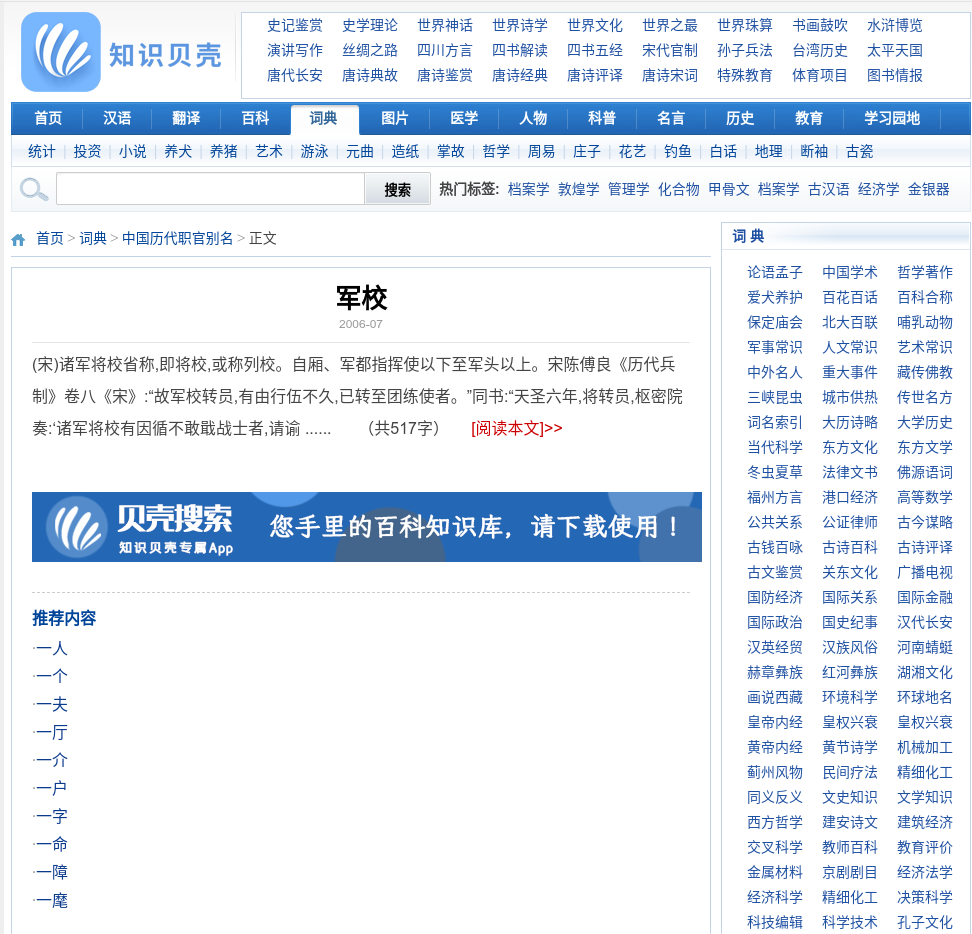 知识贝壳
史记鉴赏 史学理论 世界神话 世界诗学 世界文化 世界之最 世界珠算 书画鼓吹 水浒博览
演讲写作 丝绸之路 四川方言 四书解读 四书五经 宋代官制 孙子兵法 台湾历史 太平天国
唐代长安 唐诗典故 唐诗鉴赏 唐诗经典 唐诗评译 唐诗宋词 特殊教育 体育项目 图书情报
首页 汉语 翻译 百科 词典 图片 医学 人物 科普 名言 历史 教育 学习园地
统计 | 投资 | 小说 | 养犬 | 养猪 | 艺术 | 游泳 | 元曲 | 造纸 | 掌故 | 哲学 | 周易 | 庄子 | 花艺 | 钓鱼 | 白话 | 地理 | 断袖 | 古瓷
搜索 热门标签: 档案学 敦煌学 管理学 化合物 甲骨文 档案学 古汉语 经济学 金银器
首页 > 词典 > 中国历代职官别名 > 正文
军校
2006-07
(宋)诸军将校省称,即将校,或称列校。自厢、军都指挥使以下至军头以上。宋陈傅良《历代兵
制》卷八《宋》:“故军校转员,有由行伍不久,已转至团练使者。”同书:“天圣六年,将转员,枢密院
奏:‘诸军将校有因循不敢戢战士者,请谕 ...... （共517字） [阅读本文]>>
贝壳搜索
知识贝壳专属App
您手里的百科知识库，请下载使用！
推荐内容
·一人
·一个
·一夫
·一厅
·一介
·一户
·一字
·一命
·一障
·一麾
词 典
论语孟子 中国学术 哲学著作
爱犬养护 百花百话 百科合称
保定庙会 北大百联 哺乳动物
军事常识 人文常识 艺术常识
中外名人 重大事件 藏传佛教
三峡昆虫 城市供热 传世名方
词名索引 大历诗略 大学历史
当代科学 东方文化 东方文学
冬虫夏草 法律文书 佛源语词
福州方言 港口经济 高等数学
公共关系 公证律师 古今谋略
古钱百咏 古诗百科 古诗评译
古文鉴赏 关东文化 广播电视
国防经济 国际关系 国际金融
国际政治 国史纪事 汉代长安
汉英经贸 汉族风俗 河南蜻蜓
赫章彝族 红河彝族 湖湘文化
画说西藏 环境科学 环球地名
皇帝内经 皇权兴衰 皇权兴衰
黄帝内经 黄节诗学 机械加工
蓟州风物 民间疗法 精细化工
同义反义 文史知识 文学知识
西方哲学 建安诗文 建筑经济
交叉科学 教师百科 教育评价
金属材料 京剧剧目 经济法学
经济科学 精细化工 决策科学
科技编辑 科学技术 孔子文化